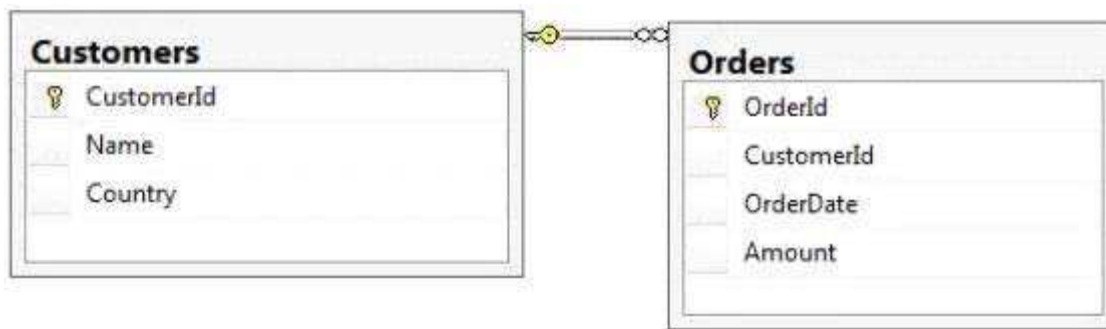 Customers
CustomerId
Name
Country
Orders
OrderId
CustomerId
OrderDate
Amount